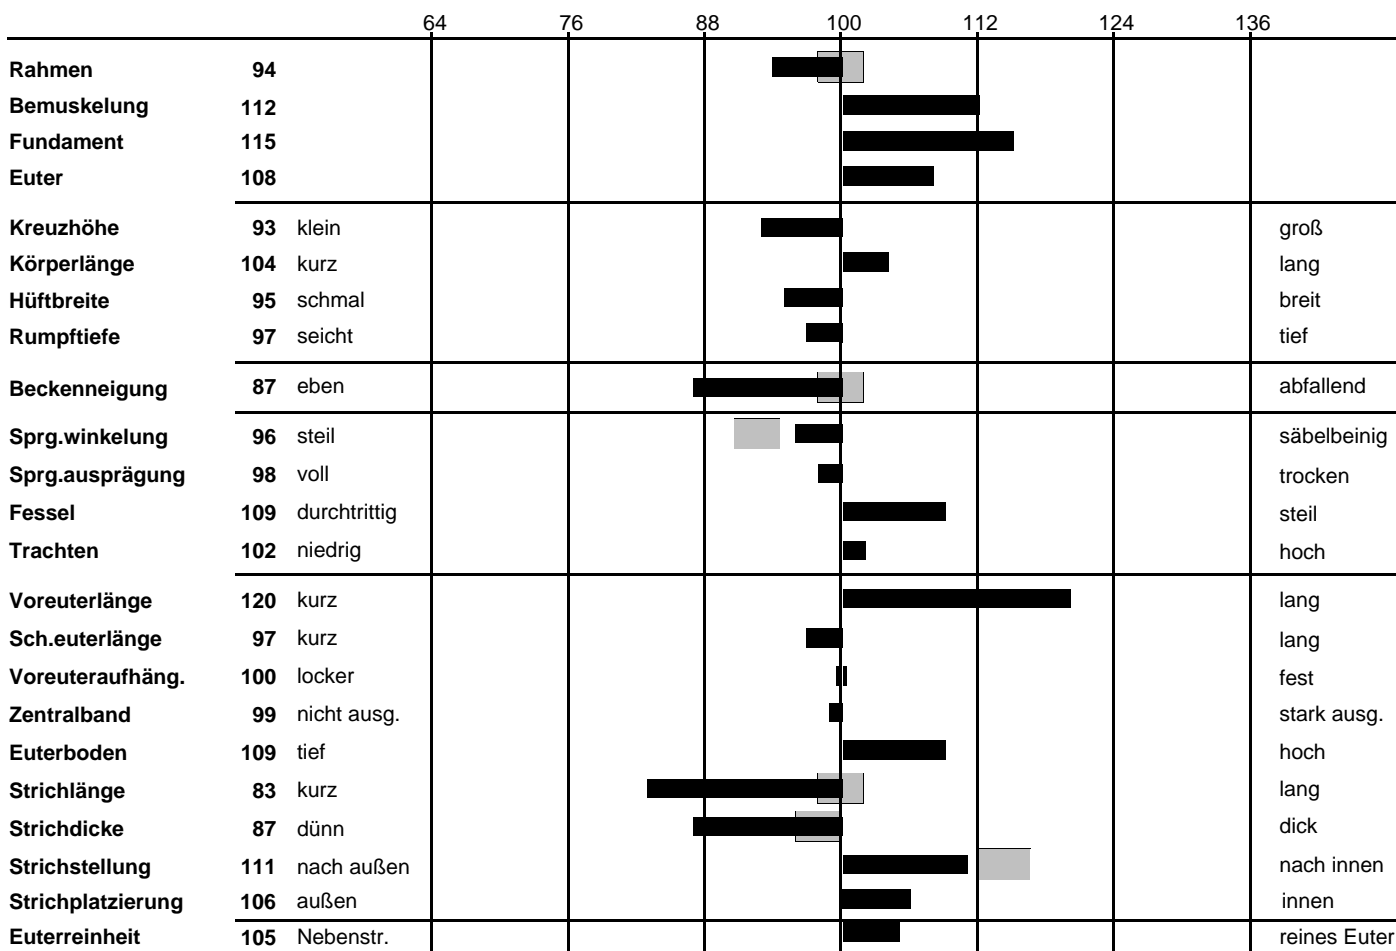 64 76 88 100 112 124 136
Rahmen 94
Bemuskelung 112
Fundament 115
Euter 108
Kreuzhöhe 93 klein groß
Körperlänge 104 kurz lang
Hüftbreite 95 schmal breit
Rumpftiefe 97 seicht tief
Beckenneigung 87 eben abfallend
Sprg.winkelung 96 steil säbelbeinig
Sprg.ausprägung 98 voll trocken
Fessel 109 durchtrittig steil
Trachten 102 niedrig hoch
Voreuterlänge 120 kurz lang
Sch.euterlänge 97 kurz lang
Voreuteraufhäng. 100 locker fest
Zentralband 99 nicht ausg. stark ausg.
Euterboden 109 tief hoch
Strichlänge 83 kurz lang
Strichdicke 87 dünn dick
Strichstellung 111 nach außen nach innen
Strichplatzierung 106 außen innen
Euterreinheit 105 Nebenstr. reines Euter